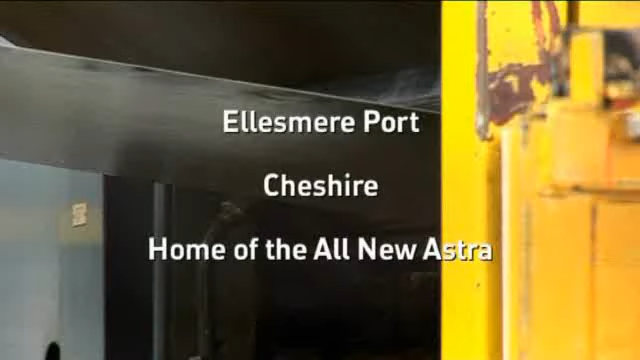 Ellesmere Port
Cheshire
Home of the All New Astra